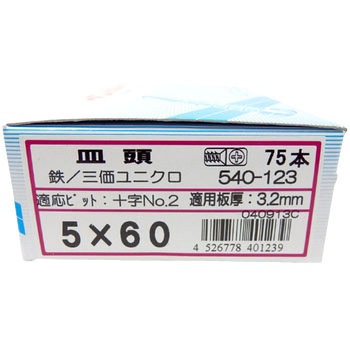 皿頭 75本
鉄／三価ユニクロ 540-123
適応ビット：十字No.2 適用板厚：3.2mm
040913C
5×60
4 526778 401239